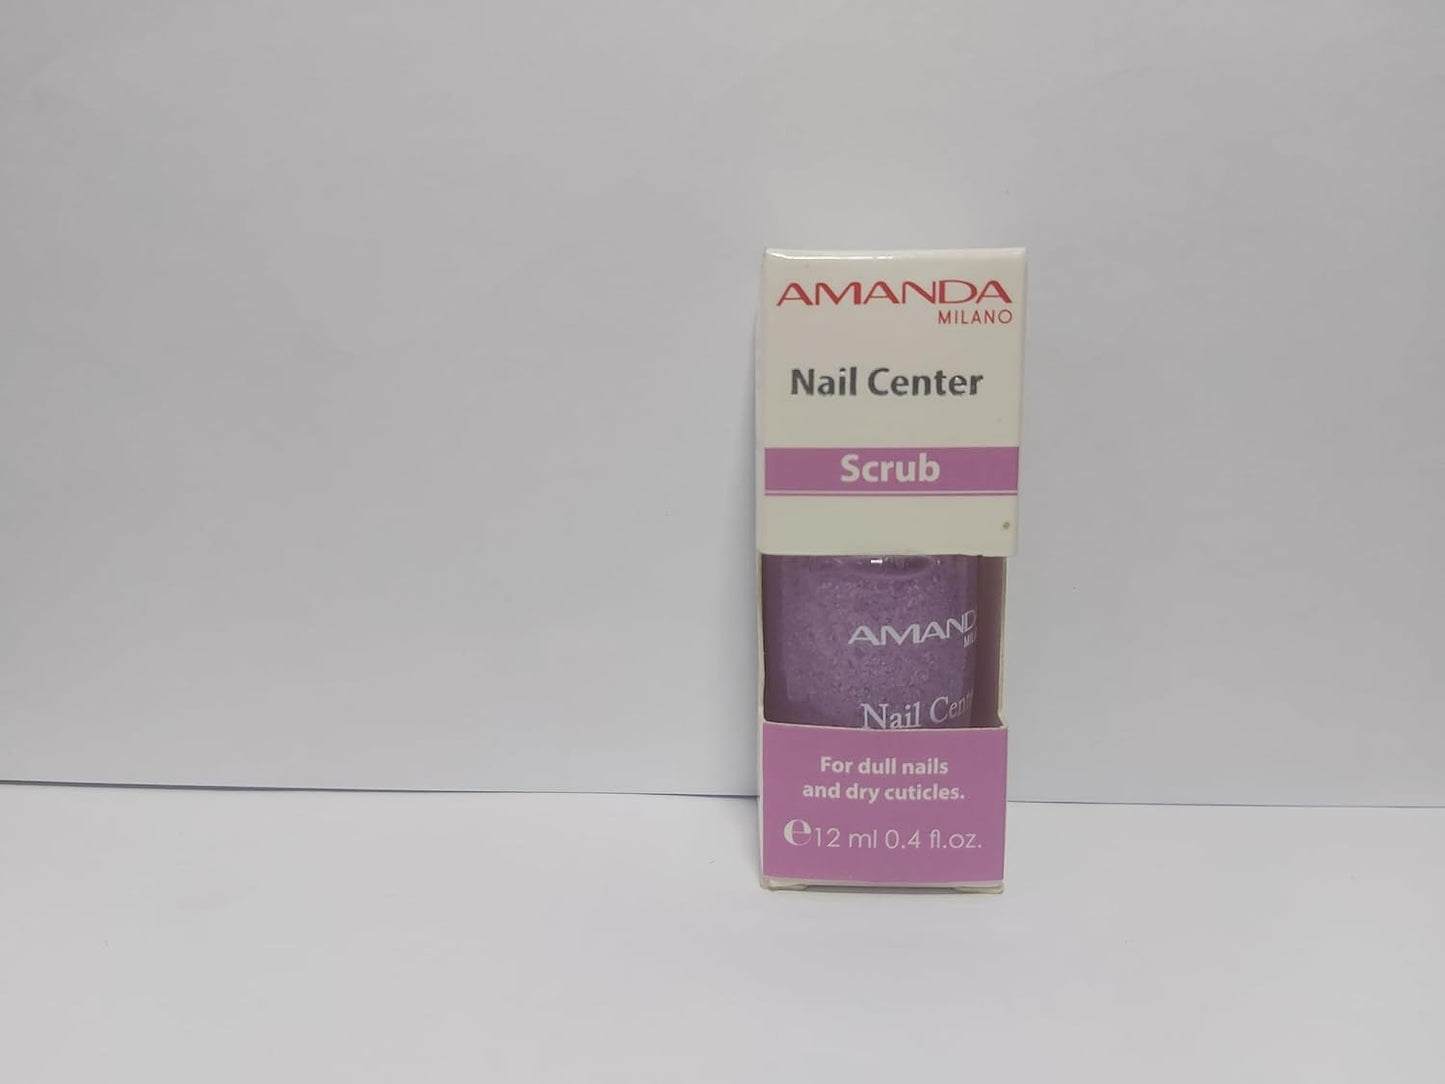 AMANDA
MILANO
Nail Center
Scrub
AMAND
Nail Cent
For dull nails
and dry cuticles.
e12 ml 0.4 fl.oz.